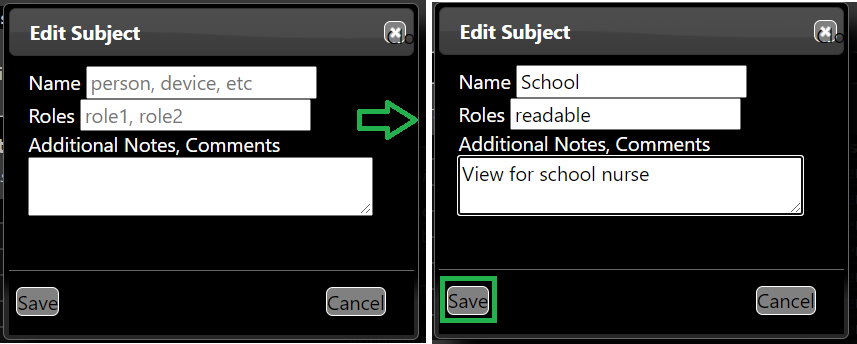 Edit Subject
Name person, device, etc
Roles role1, role2
Additional Notes, Comments
Save Cancel
Edit Subject
Name School
Roles readable
Additional Notes, Comments
View for school nurse
Save Cancel